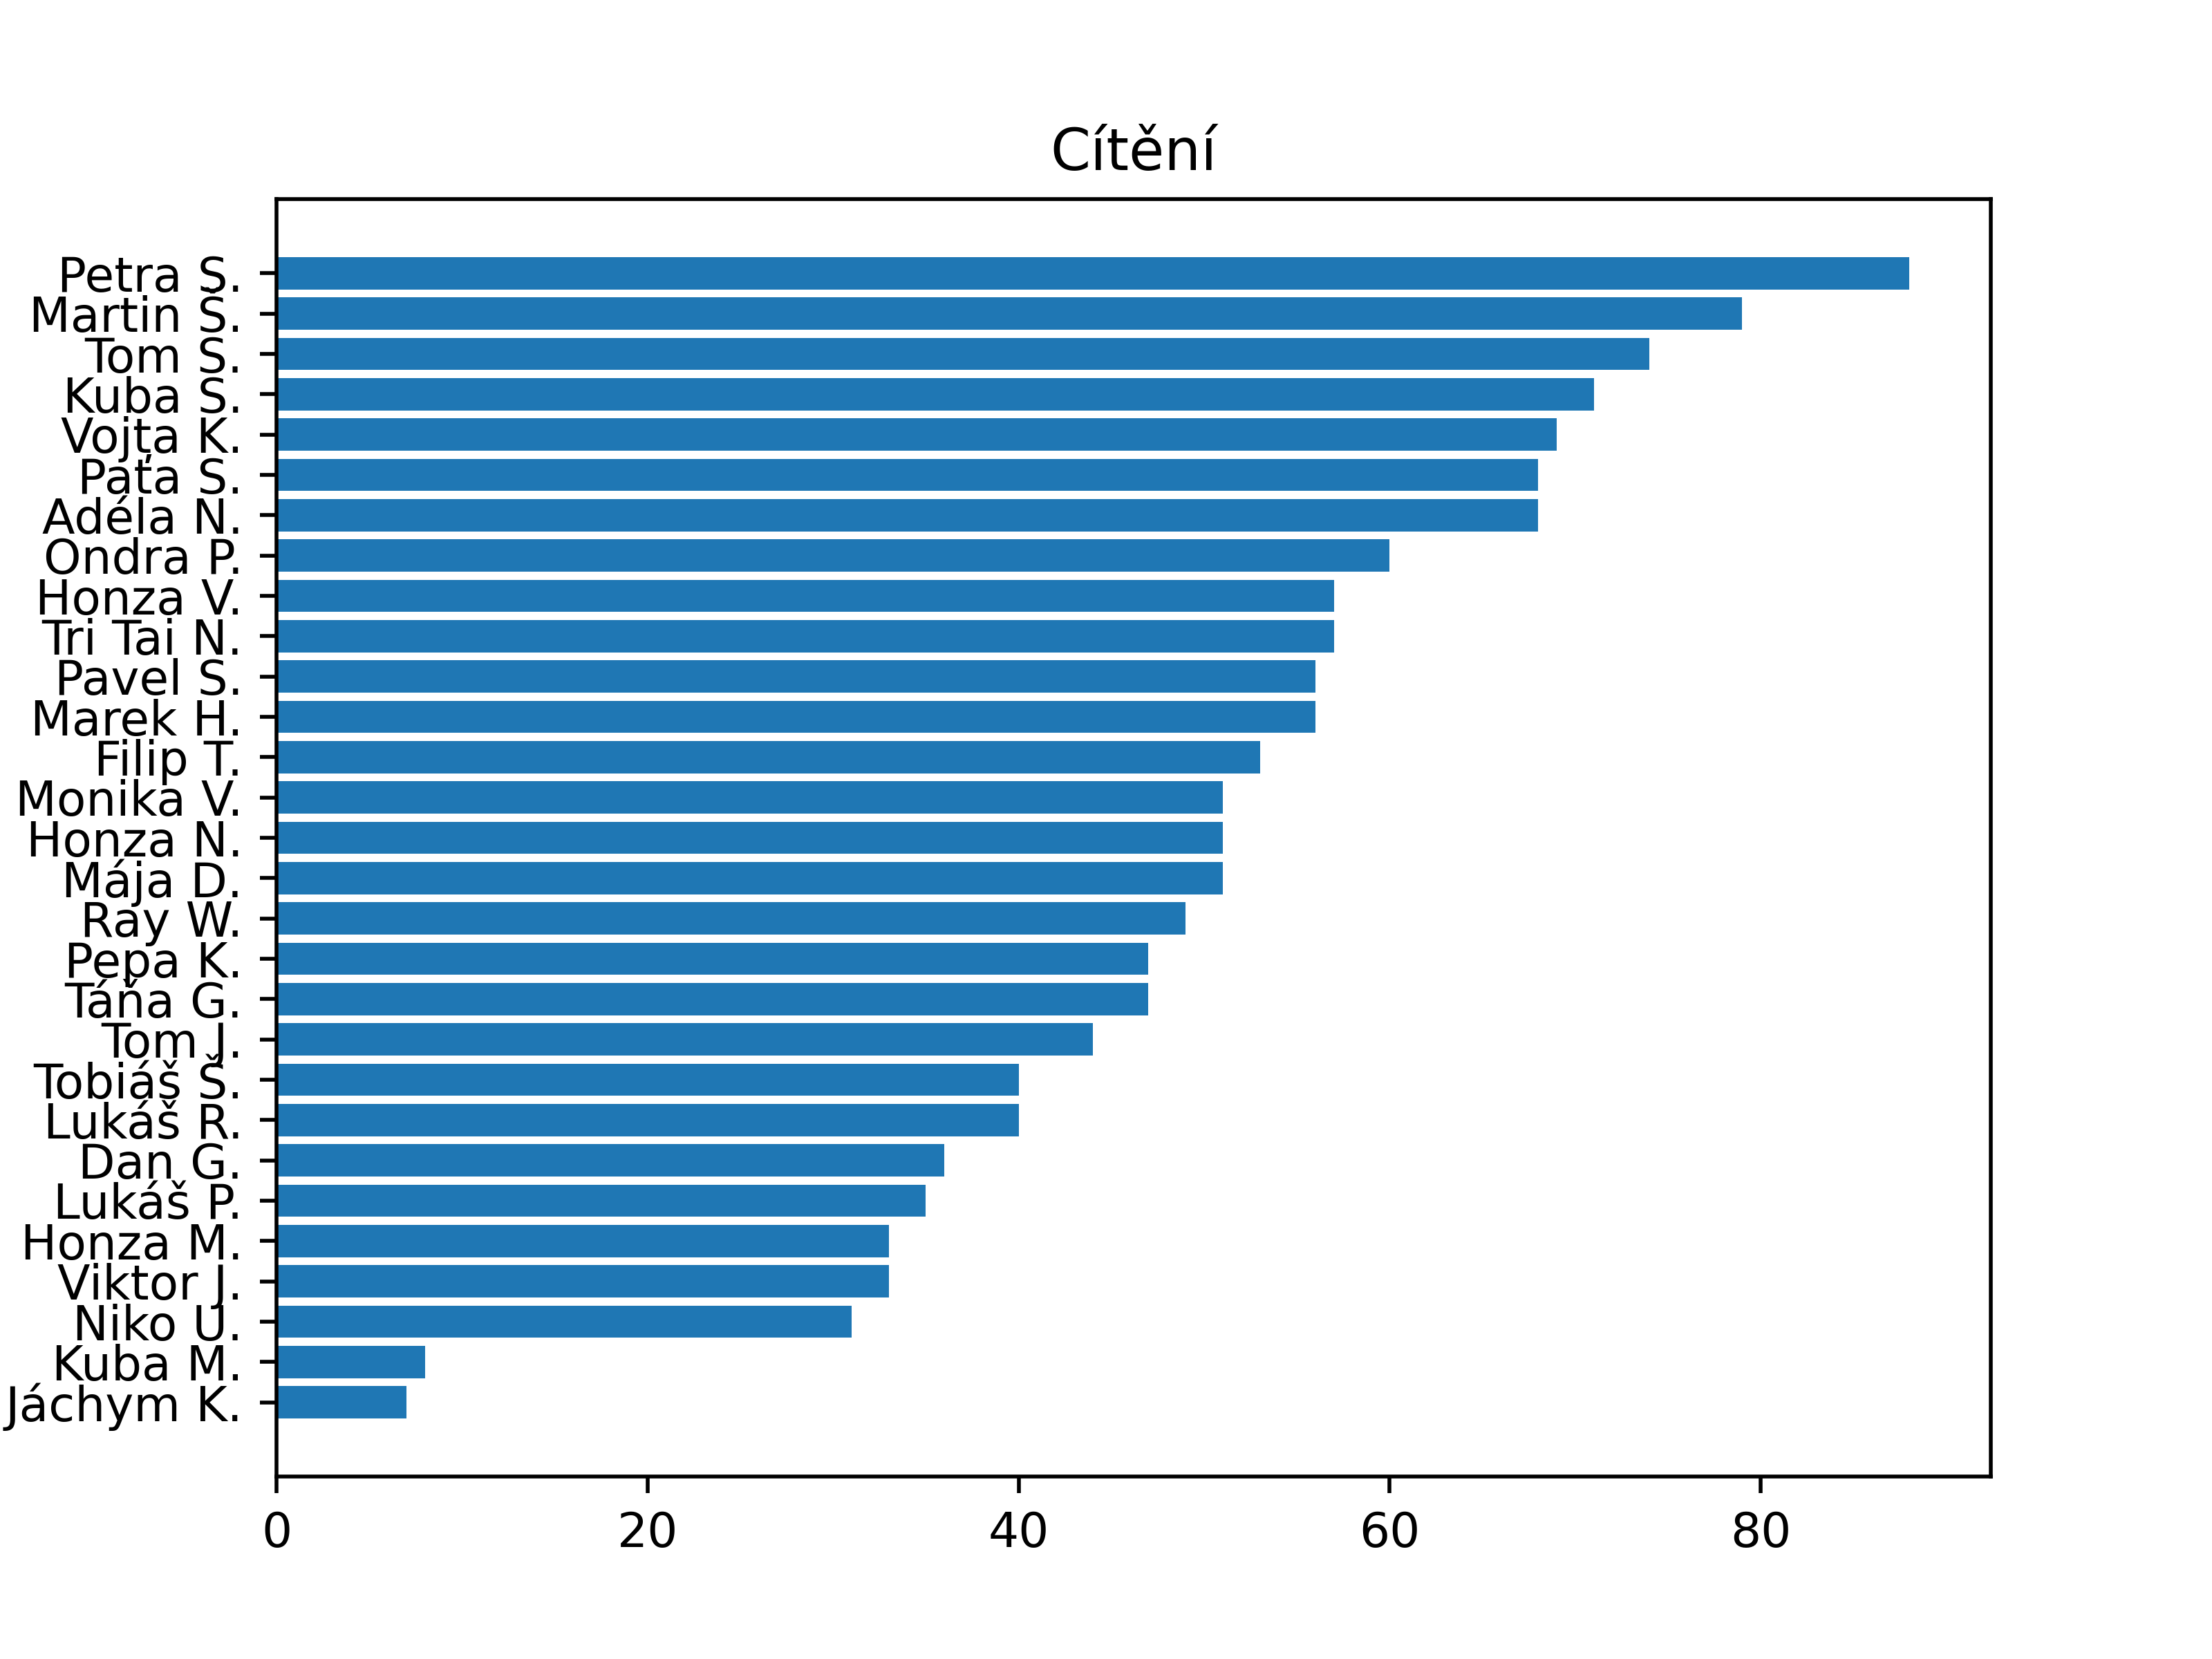 Cítění
Petra S.
Martin Š.
Tom S.
Kuba S.
Vojta K.
Paťa S.
Adéla N.
Ondra P.
Honza V.
Tri Tai N.
Pavel S.
Marek H.
Filip T.
Monika V.
Honza N.
Mája D.
Ray W.
Pepa K.
Táňa G.
Tom J.
Tobiáš Š.
Lukáš R.
Dan G.
Lukáš P.
Honza M.
Viktor J.
Niko U.
Kuba M.
Jáchym K.
0 20 40 60 80